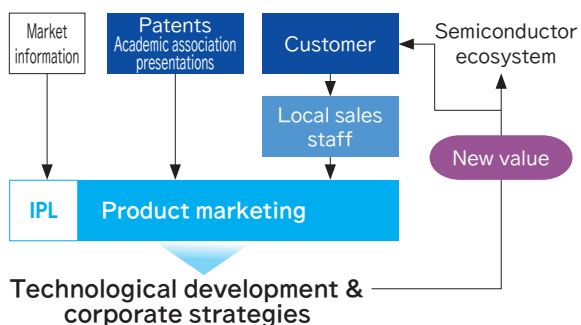 Market
information
Patents
Academic association
presentations
Customer
Semiconductor
ecosystem
Local sales
staff
New value
IPL
Product marketing
Technological development &
corporate strategies